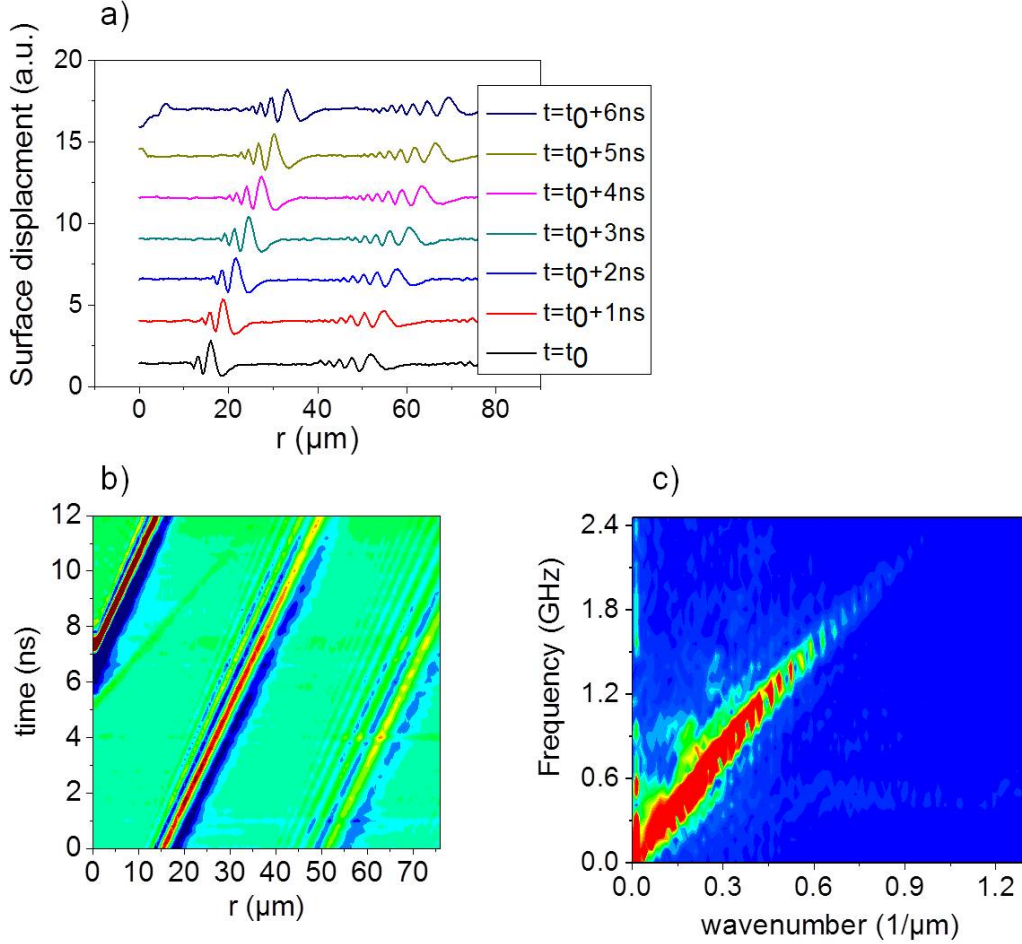 a)
Surface displacment (a.u.)
20
15
10
5
0
0 20 40 60 80
r (µm)
t=t0+6ns
t=t0+5ns
t=t0+4ns
t=t0+3ns
t=t0+2ns
t=t0+1ns
t=t0
b)
time (ns)
12
10
8
6
4
2
0
0 10 20 30 40 50 60 70
r (µm)
c)
Frequency (GHz)
2.4
1.8
1.2
0.6
0.0
0.0 0.3 0.6 0.9 1.2
wavenumber (1/µm)